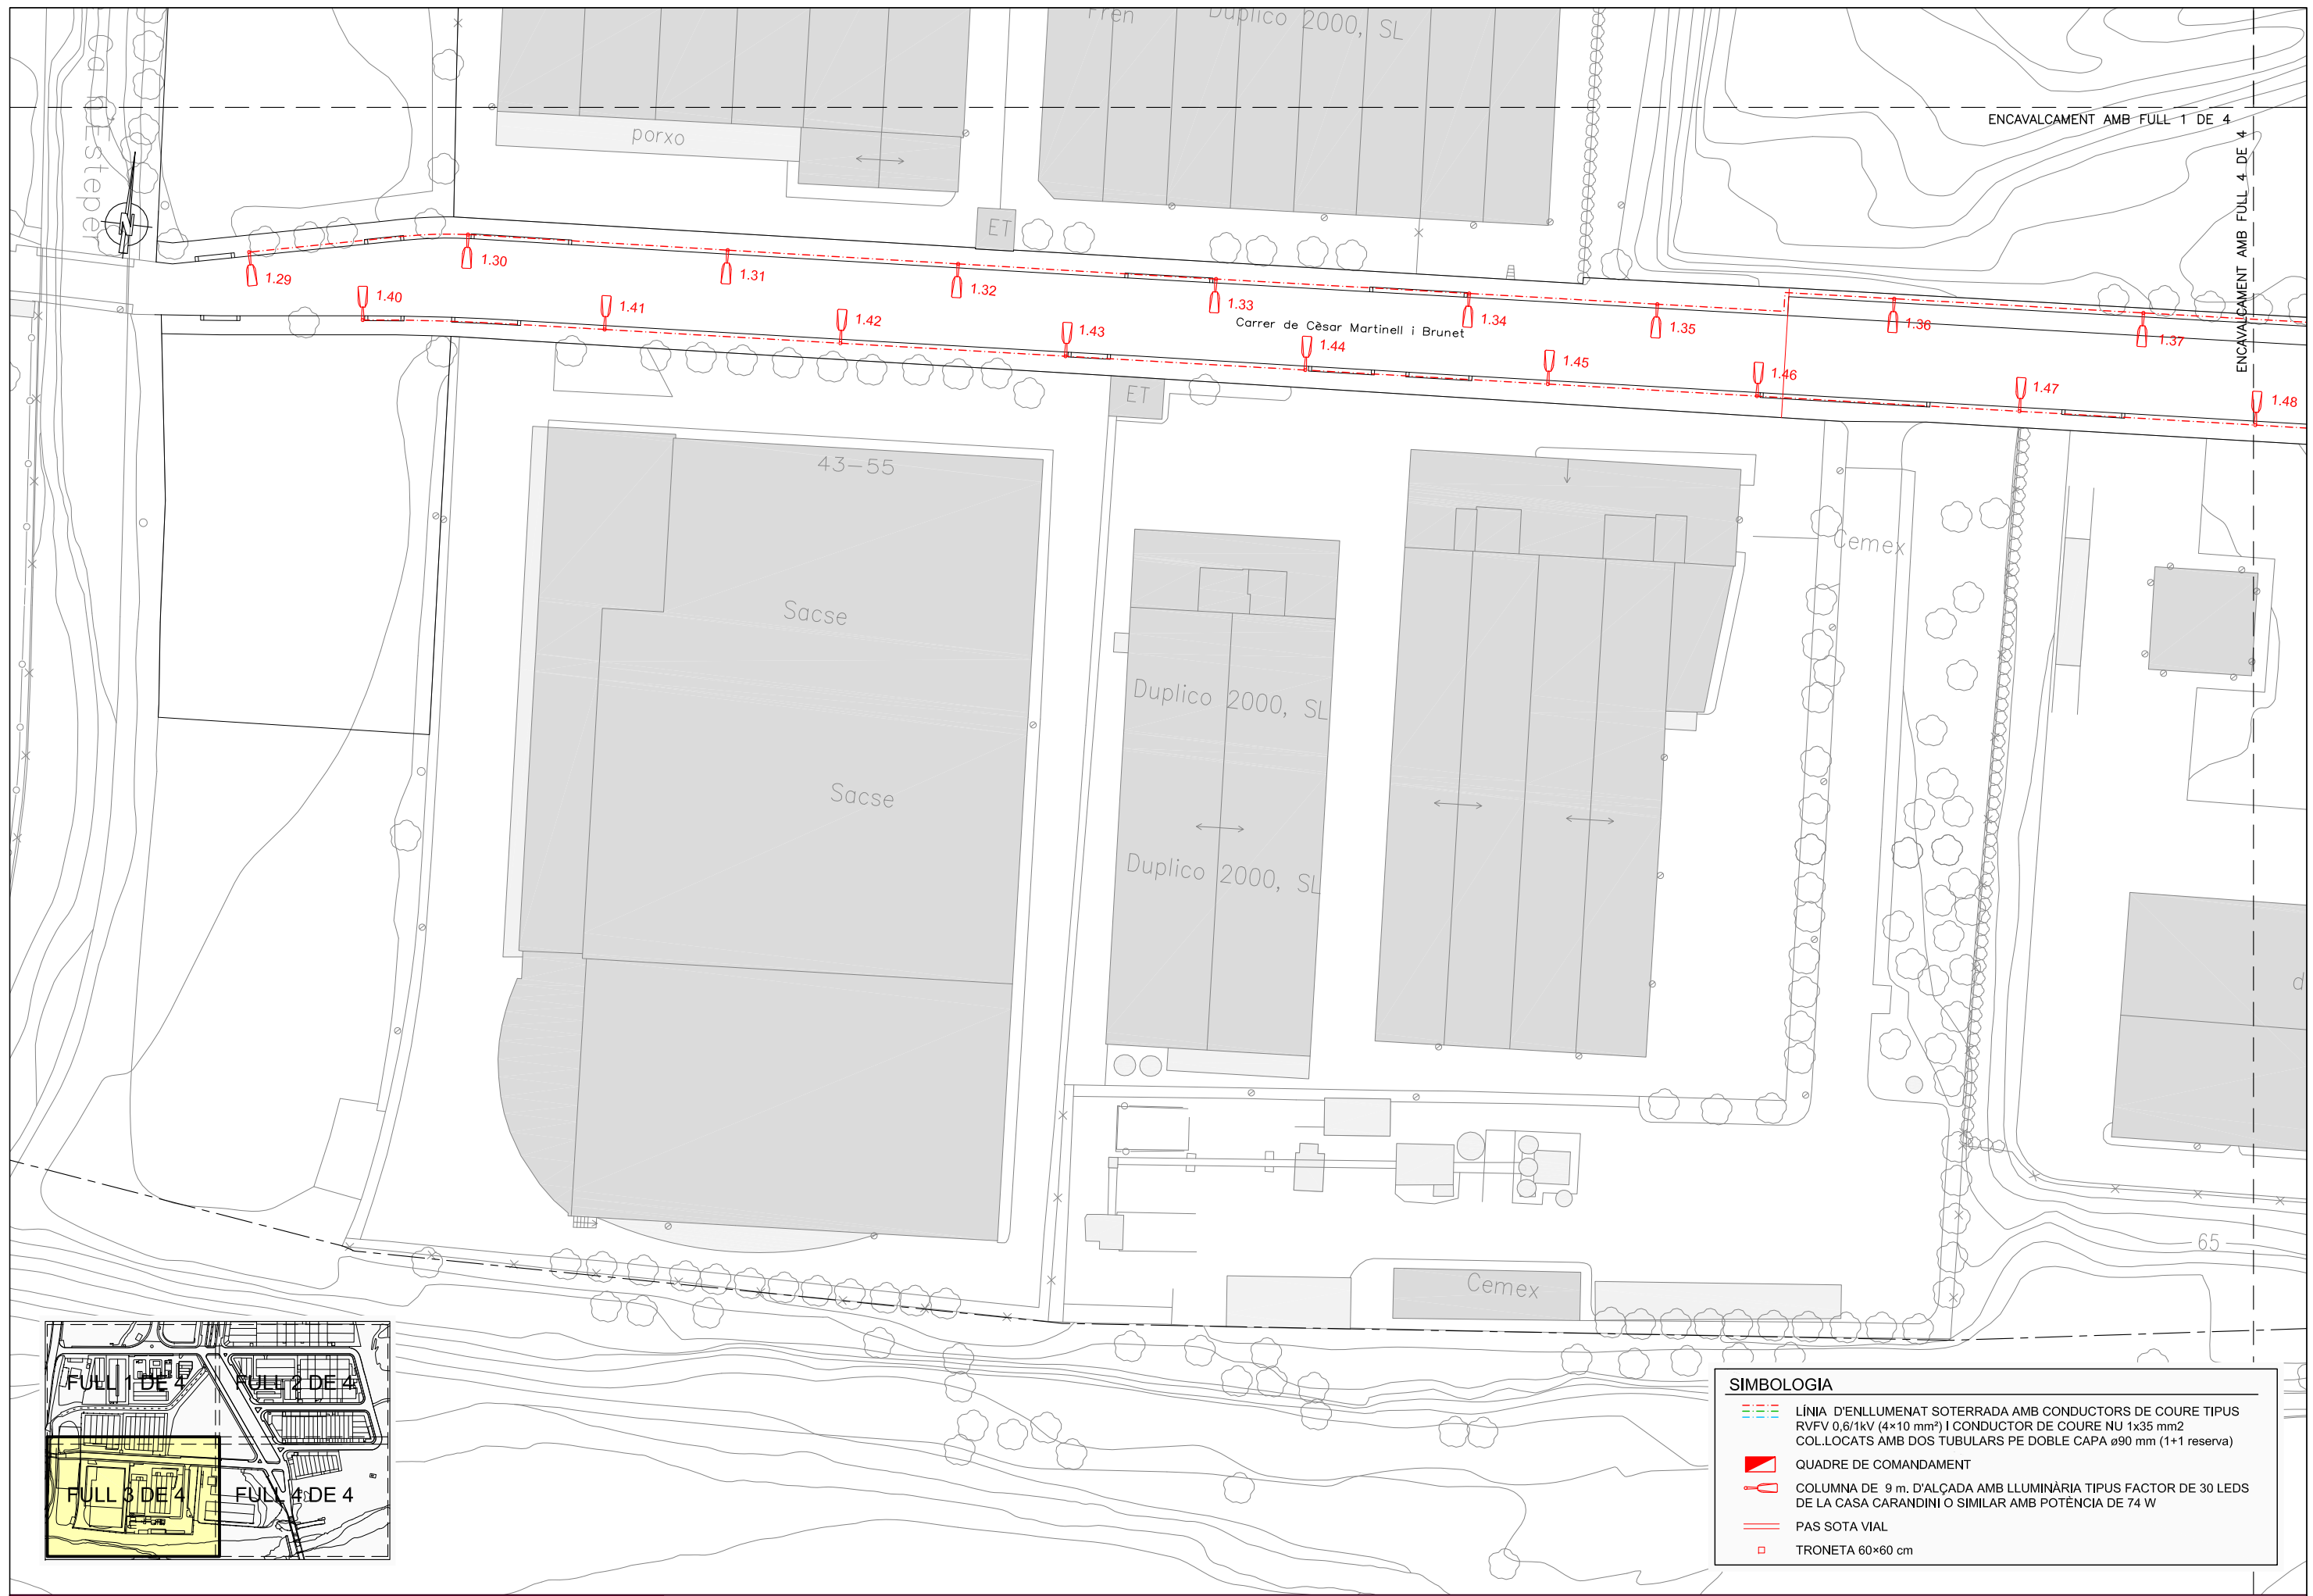 Fren
Duplico 2000, SL
Ca n'Esteper
ENCAVALCAMENT AMB FULL 1 DE 4
ENCAVALCAMENT AMB FULL 4 DE 4
porxo
ET
1.29
1.30
1.31
1.32
1.33
1.34
1.35
1.36
1.37
Carrer de Cèsar Martinell i Brunet
1.40
1.41
1.42
1.43
1.44
1.45
1.46
1.47
1.48
ET
43-55
Sacse
Sacse
Duplico 2000, SL
Duplico 2000, SL
Cemex
d
65
Cemex
FULL 1 DE 4
FULL 2 DE 4
FULL 3 DE 4
FULL 4 DE 4
SIMBOLOGIA
LÍNIA D'ENLLUMENAT SOTERRADA AMB CONDUCTORS DE COURE TIPUS
RVFV 0,6/1kV (4×10 mm²) I CONDUCTOR DE COURE NU 1x35 mm2
COL.LOCATS AMB DOS TUBULARS PE DOBLE CAPA ø90 mm (1+1 reserva)
QUADRE DE COMANDAMENT
COLUMNA DE 9 m. D'ALÇADA AMB LLUMINÀRIA TIPUS FACTOR DE 30 LEDS
DE LA CASA CARANDINI O SIMILAR AMB POTÈNCIA DE 74 W
PAS SOTA VIAL
TRONETA 60×60 cm